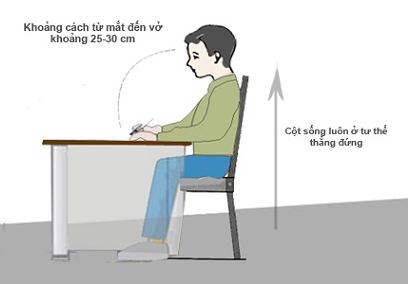 Khoảng cách từ mắt đến vở
khoảng 25-30 cm
Cột sống luôn ở tư thế
thẳng đứng